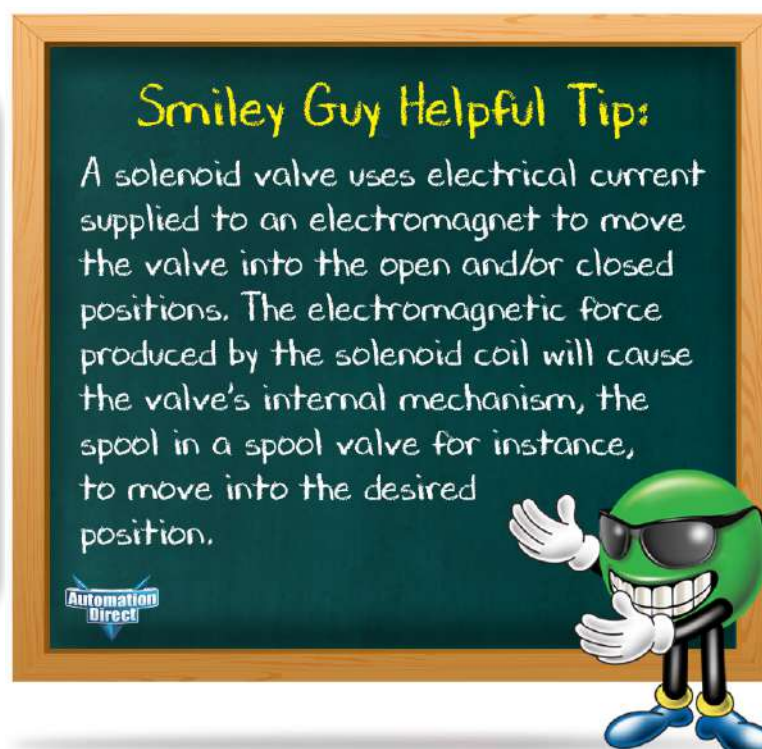 Smiley Guy Helpful Tip:
A solenoid valve uses electrical current
supplied to an electromagnet to move
the valve into the open and/or closed
positions. The electromagnetic force
produced by the solenoid coil will cause
the valve's internal mechanism, the
spool in a spool valve for instance,
to move into the desired
position.
Automation
Direct